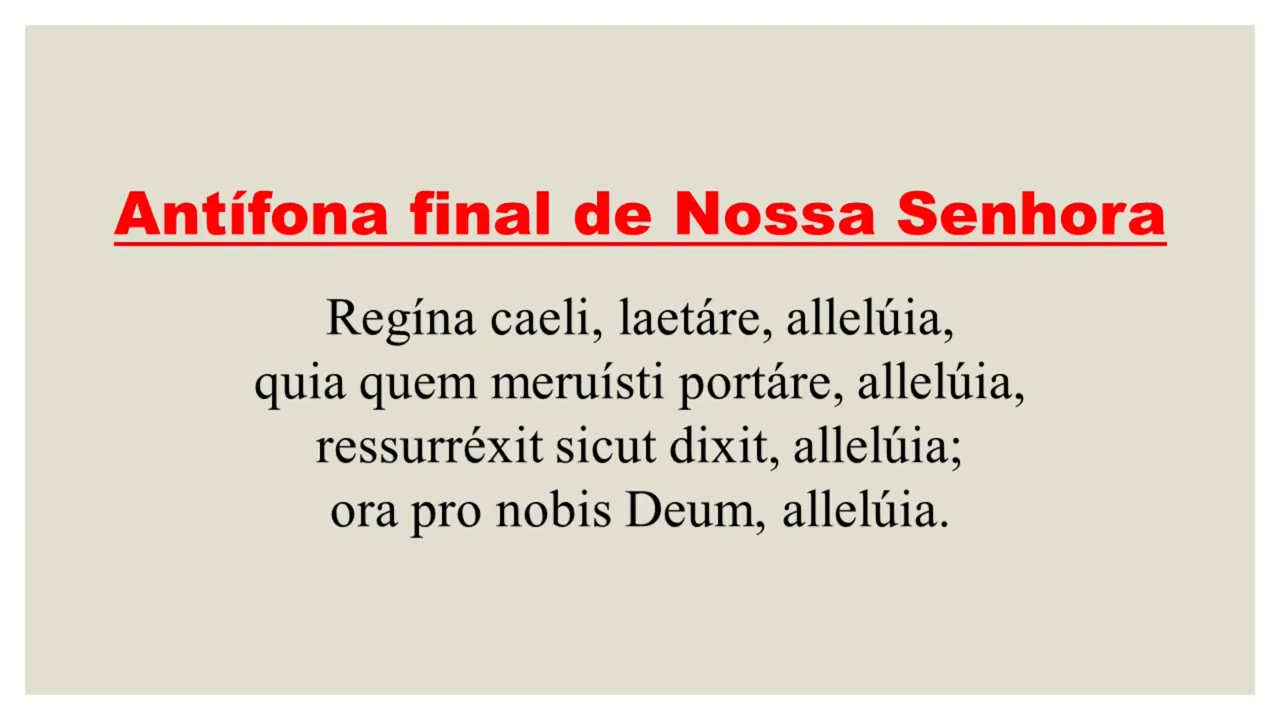 Antífona final de Nossa Senhora
Regína caeli, laetáre, allelúia,
quia quem meruísti portáre, allelúia,
ressurréxit sicut dixit, allelúia;
ora pro nobis Deum, allelúia.